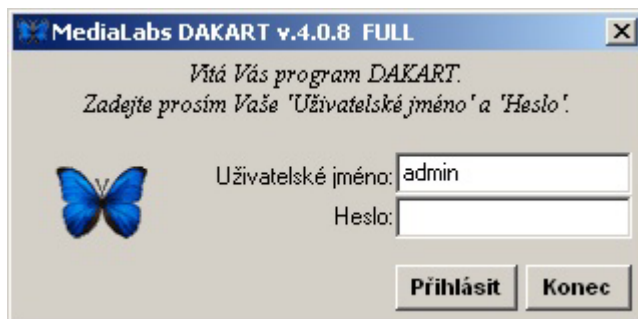 MediaLabs DAKART v.4.0.8 FULL
Vítá Vás program DAKART.
Zadejte prosím Vaše 'Uživatelské jméno' a 'Heslo'.
Uživatelské jméno: admin
Heslo:
Přihlásit Konec